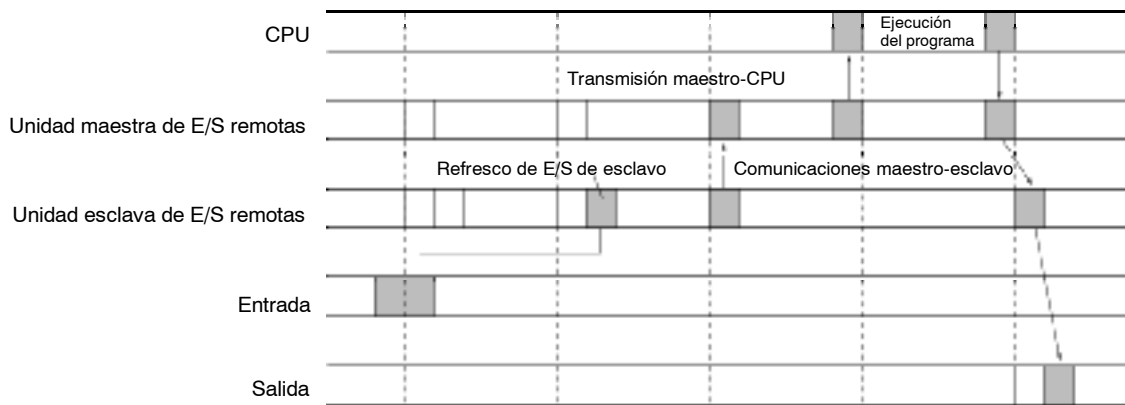 CPU
Ejecución
del programa
Transmisión maestro-CPU
Unidad maestra de E/S remotas
Refresco de E/S de esclavo
Comunicaciones maestro-esclavo
Unidad esclava de E/S remotas
Entrada
Salida